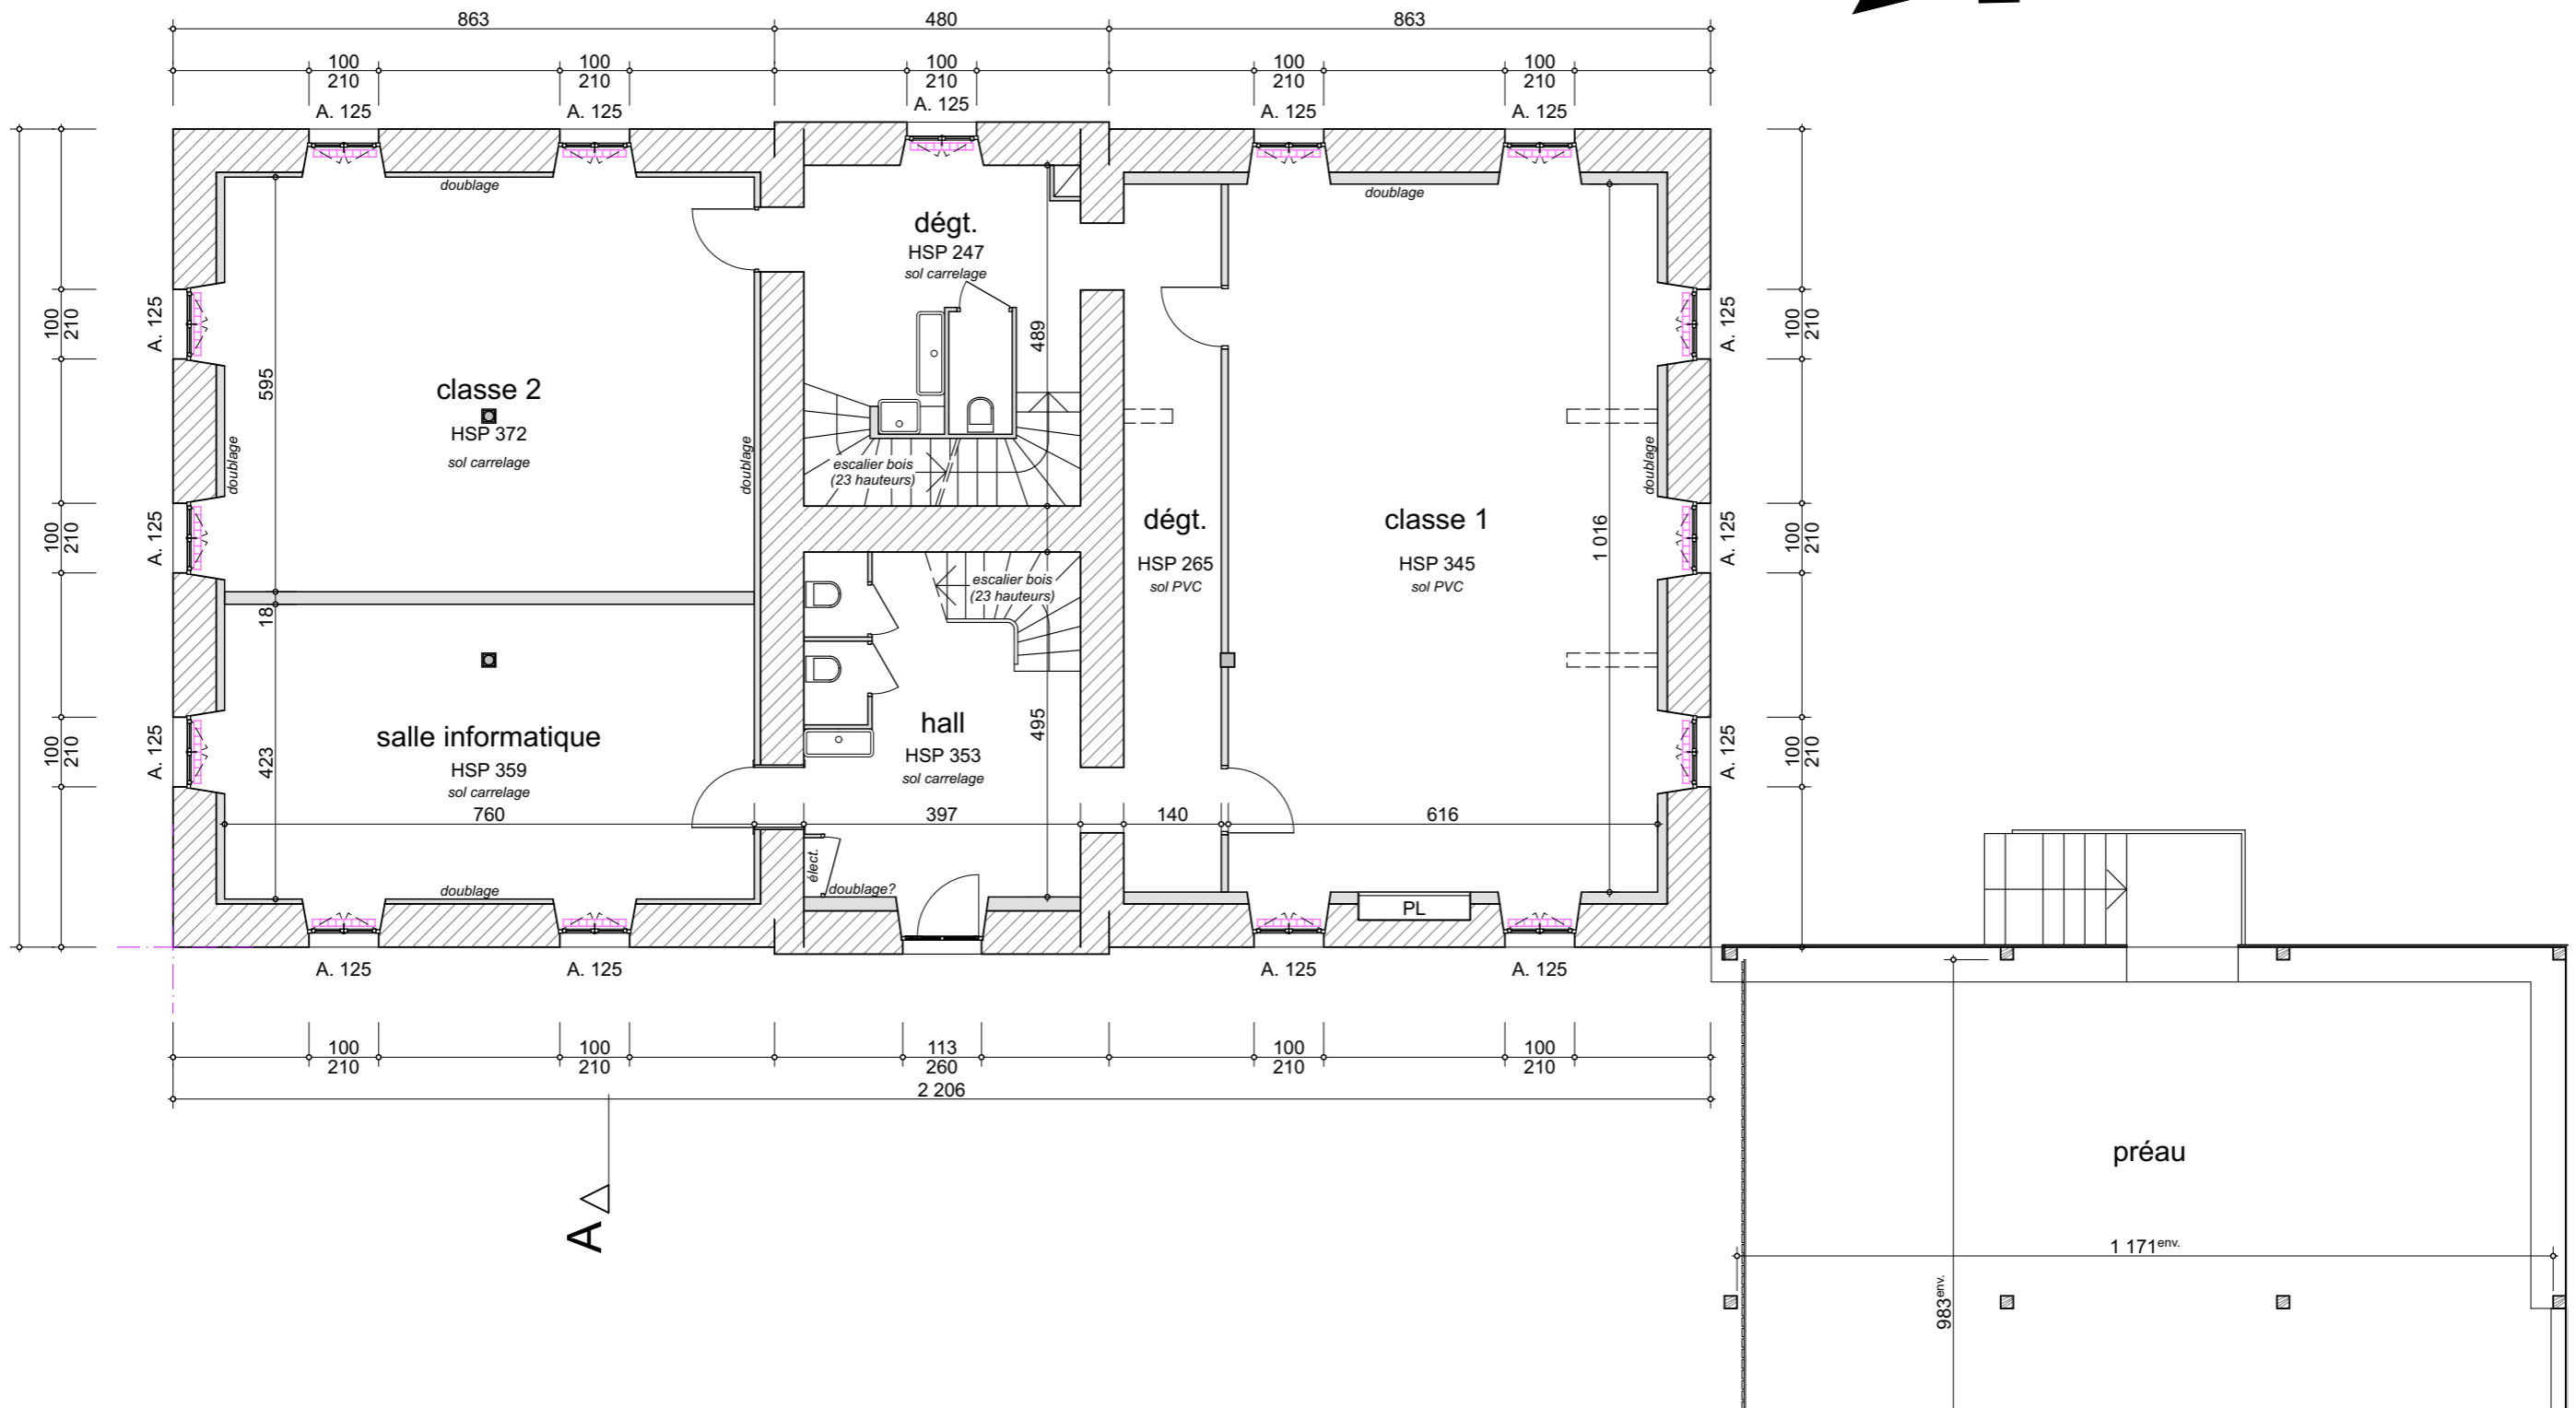 863
480
863
100
100
100
100
100
210
210
210
210
210
A. 125
A. 125
A. 125
A. 125
A. 125
doublage
doublage
dégt.
HSP 247
sol carrelage
100
210
A. 125
A. 125
100
210
489
595
classe 2
HSP 372
sol carrelage
doublage
doublage
doublage
escalier bois
(23 hauteurs)
100
210
A. 125
dégt.
HSP 265
sol PVC
classe 1
HSP 345
sol PVC
1 016
A. 125
100
210
escalier bois
(23 hauteurs)
18
100
210
A. 125
423
salle informatique
HSP 359
sol carrelage
hall
HSP 353
sol carrelage
495
A. 125
100
210
760
397
140
616
élect.
doublage
doublage?
PL
A. 125
A. 125
A. 125
A. 125
100
100
113
100
100
210
210
260
210
210
2 206
A
préau
1 171env.
983env.